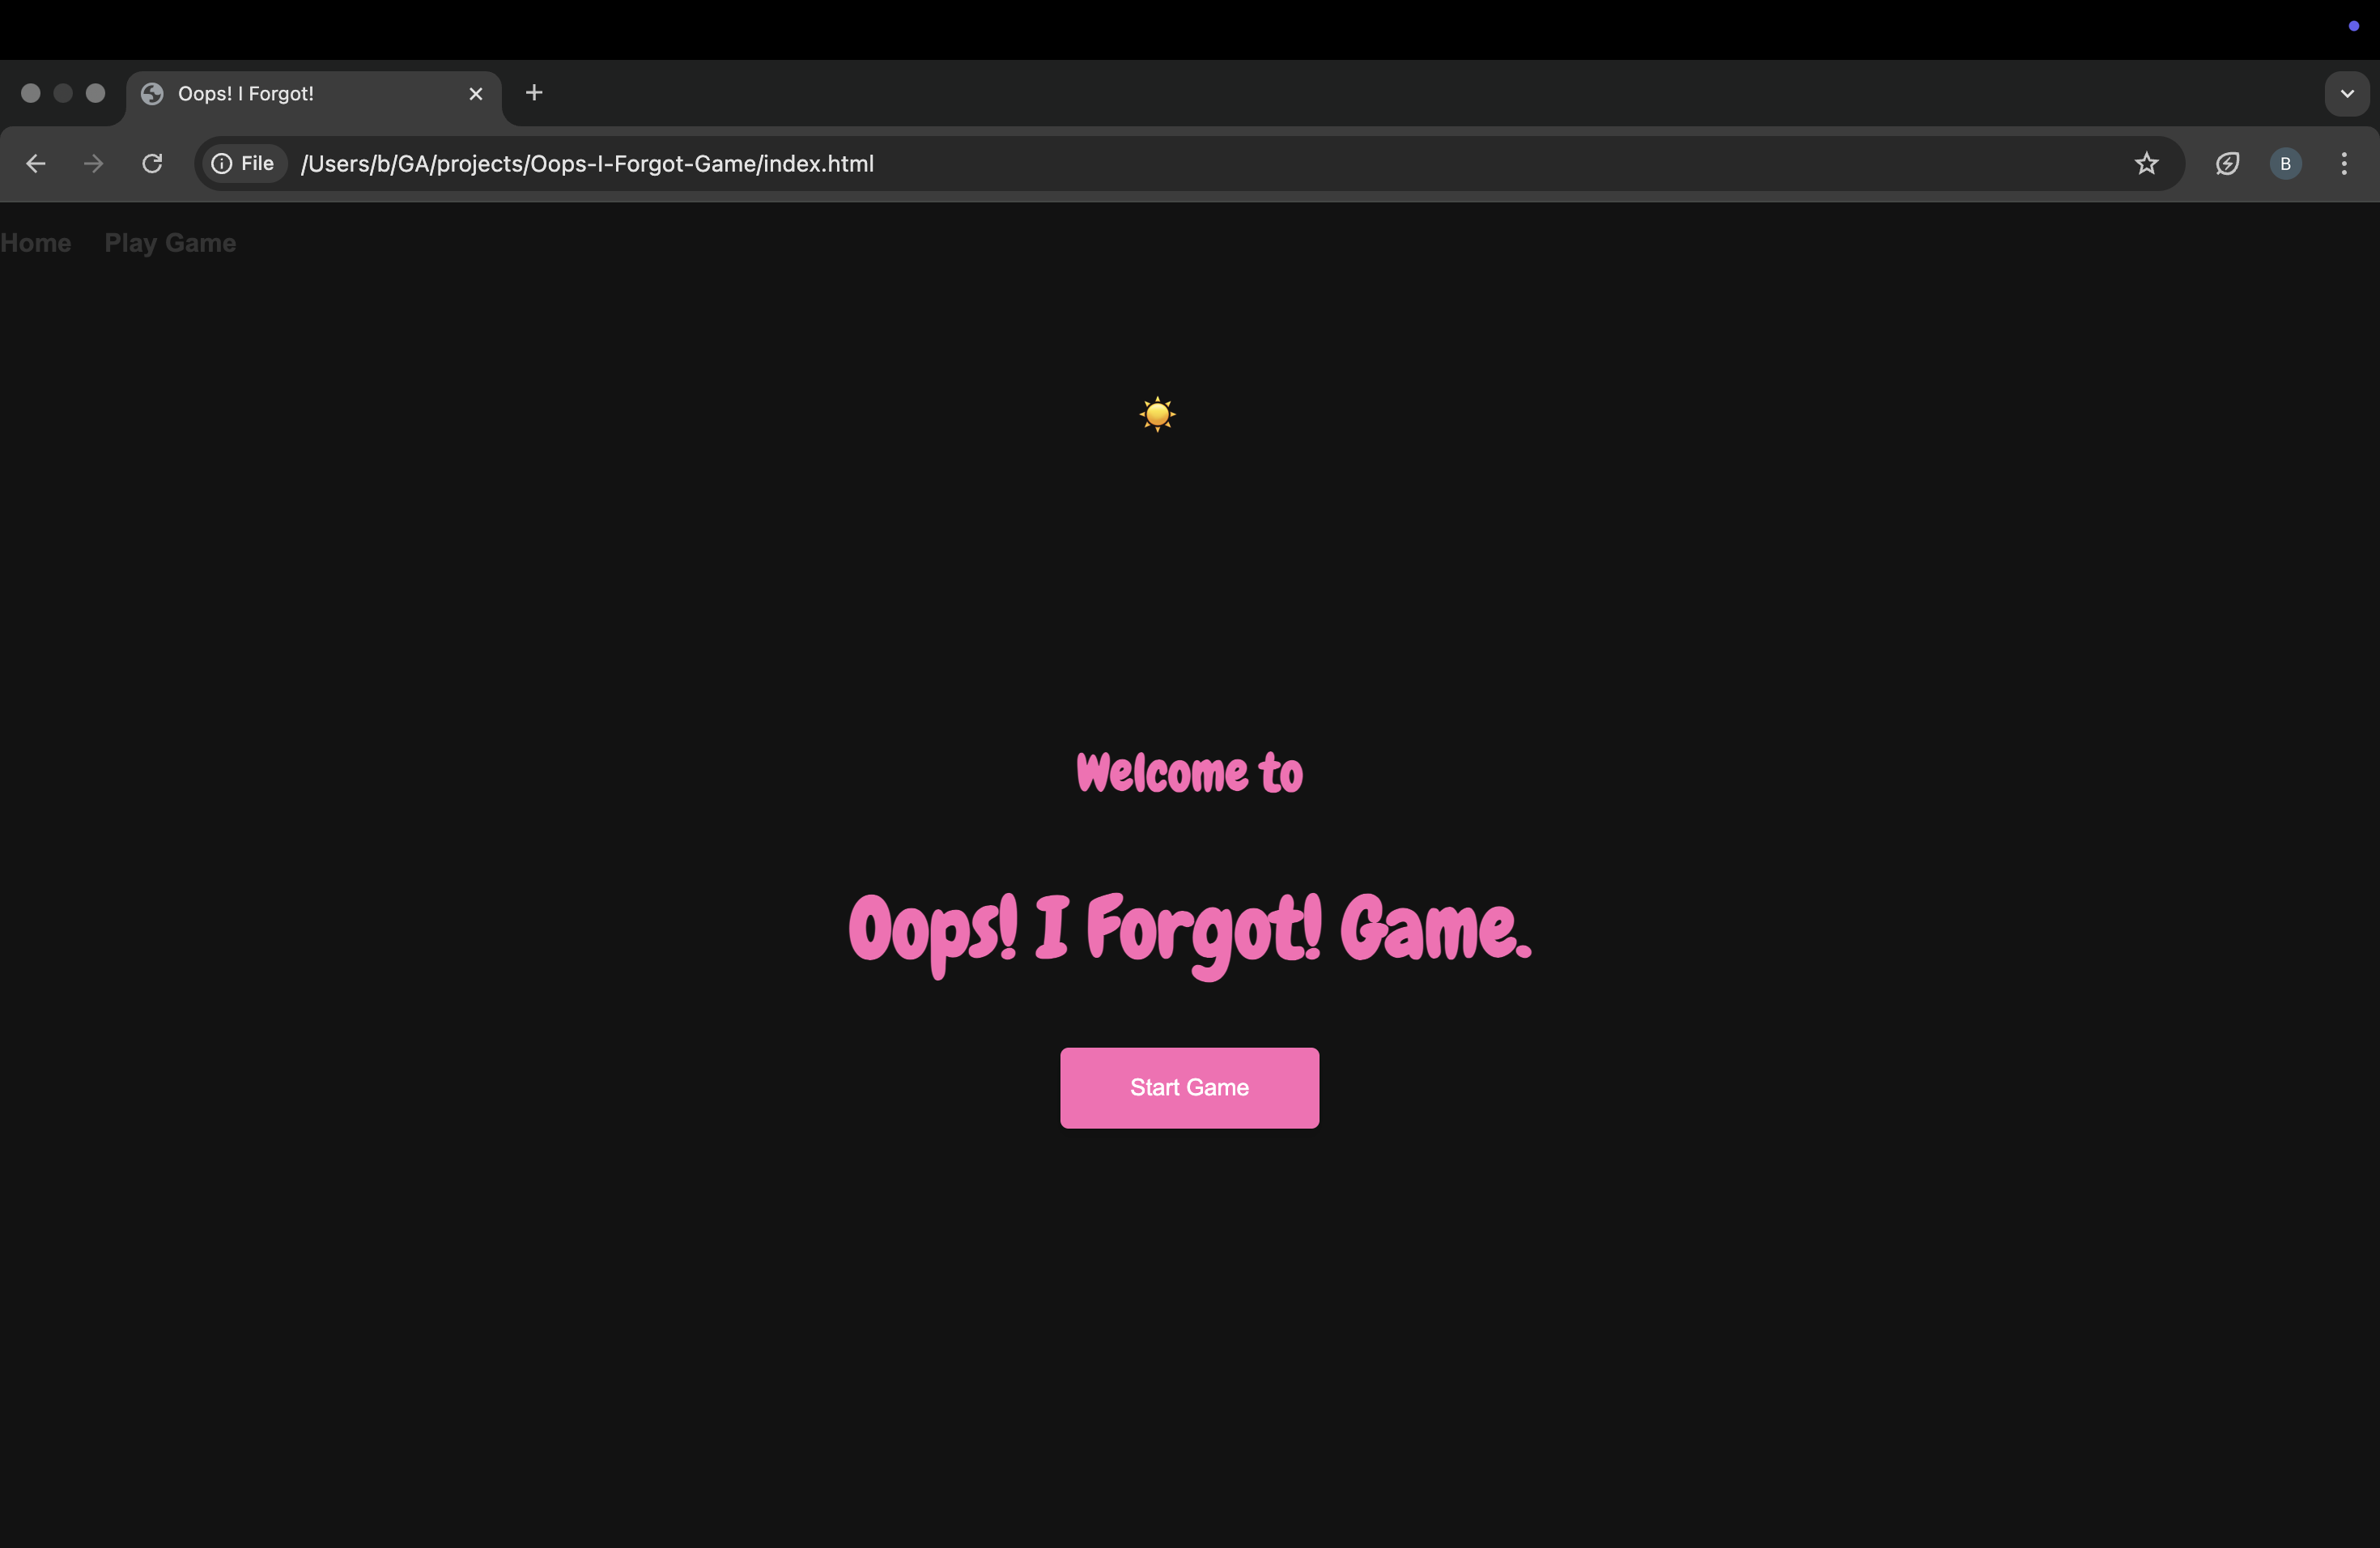 Oops! I Forgot!
File /Users/b/GA/projects/Oops-I-Forgot-Game/index.html
B
Home Play Game
Welcome to
Oops! I Forgot! Game.
Start Game